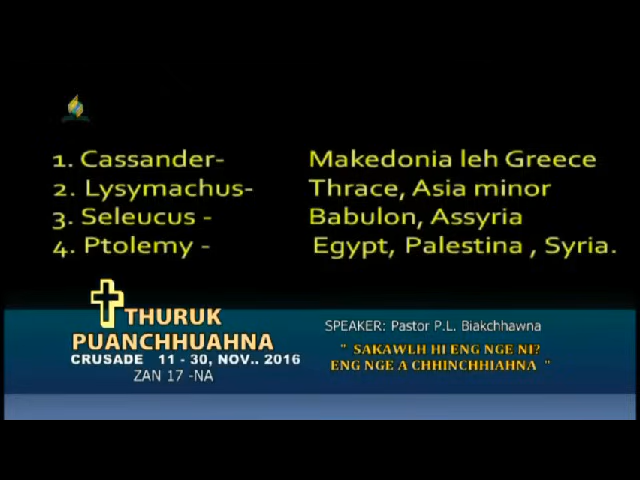 1. Cassander- Makedonia leh Greece
2. Lysymachus- Thrace, Asia minor
3. Seleucus - Babulon, Assyria
4. Ptolemy - Egypt, Palestina , Syria.
THURUK
PUANCHHUAHNA
CRUSADE 11 - 30, NOV.. 2016
ZAN 17 -NA
SPEAKER: Pastor P.L. Biakchhawna
" SAKAWLH HI ENG NGE NI?
ENG NGE A CHHINCHHIAHNA "